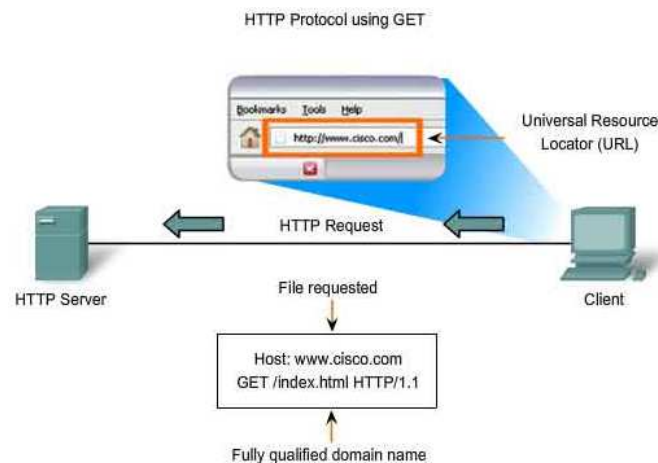 HTTP Protocol using GET
Bookmarks Tools Help
http://www.cisco.com/
Universal Resource
Locator (URL)
HTTP Request
HTTP Server
Client
File requested
Host: www.cisco.com
GET /index.html HTTP/1.1
Fully qualified domain name